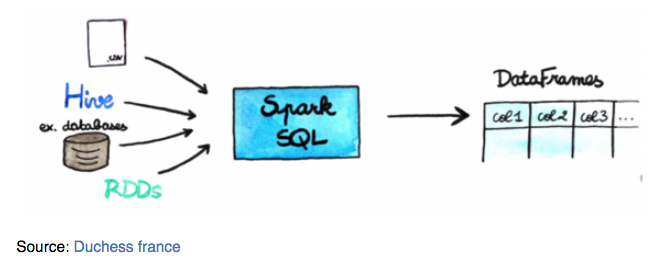 .csv
Hive
ex. databases
RDDs
Spark
SQL
DataFrames
col1 col2 col3 ...
Source: Duchess france